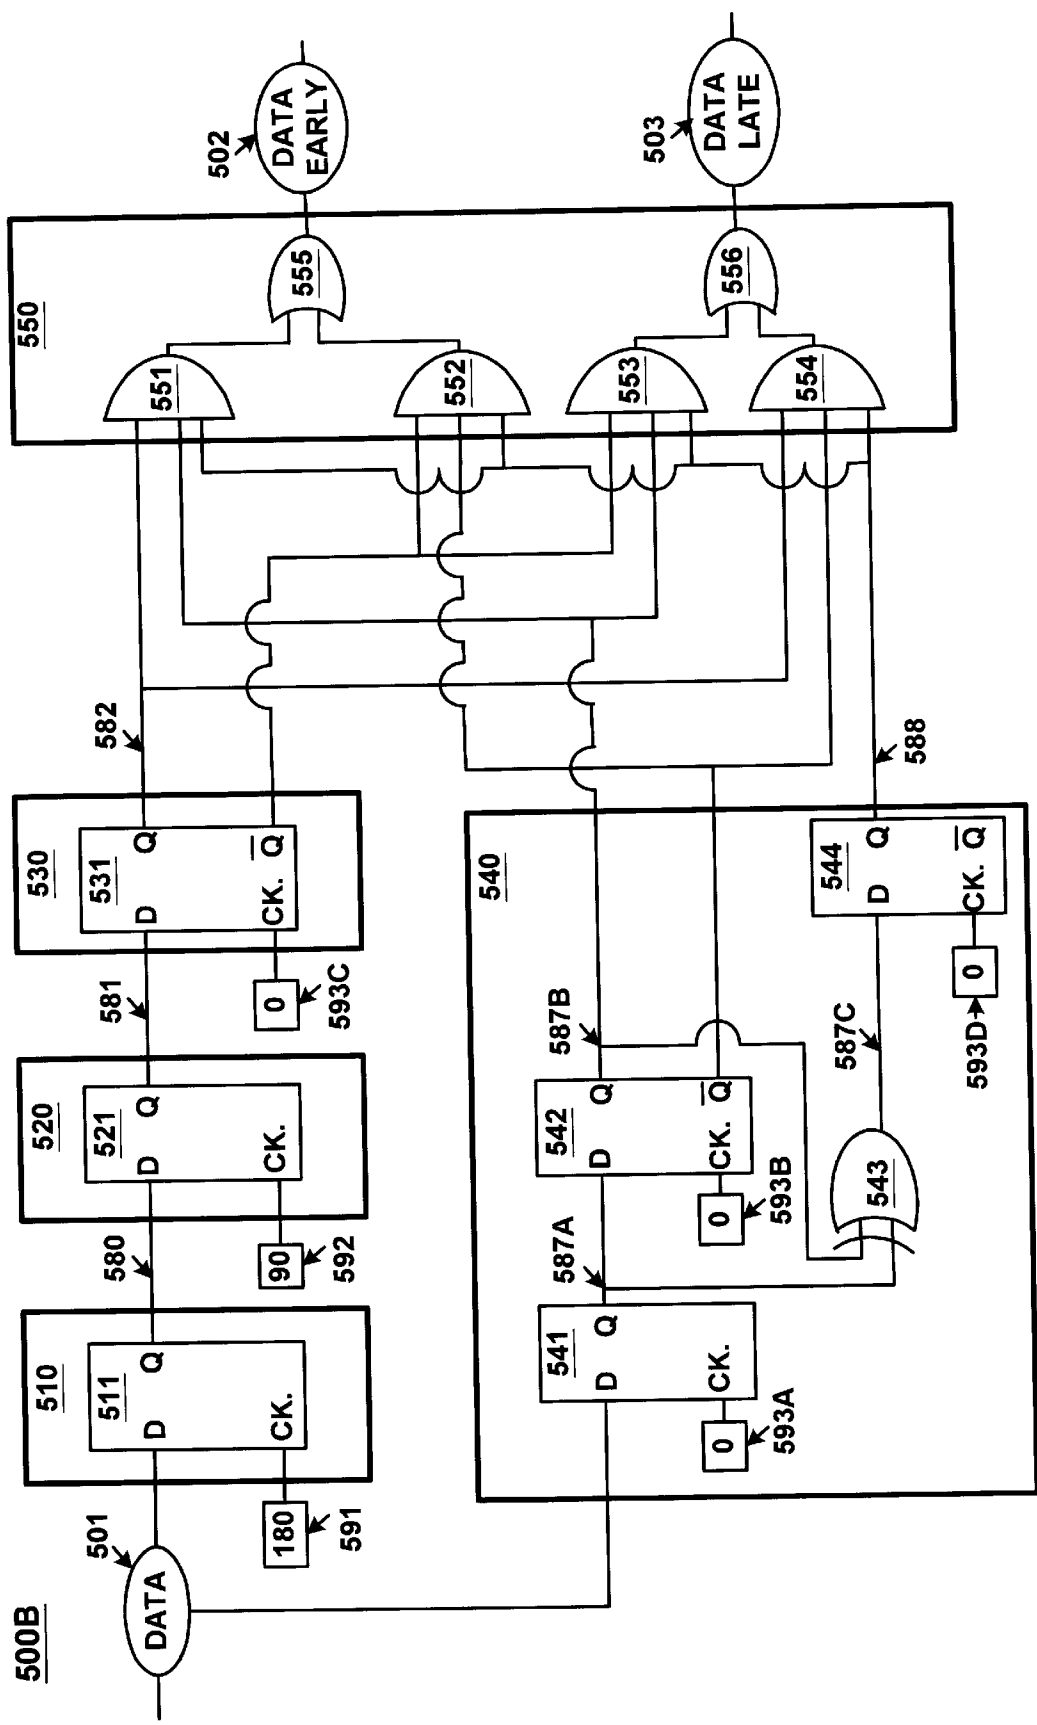 500B
501
DATA
510
511
D
Q
CK.
180
591
580
520
521
D
Q
CK.
90
592
581
530
531
D
Q
CK.
Q
0
593C
582
540
541
D
Q
CK.
0
593A
587A
542
D
Q
CK.
Q
0
593B
587B
543
587C
544
D
Q
CK.
Q
0
593D
588
550
551
552
553
554
555
556
502
DATA
EARLY
503
DATA
LATE